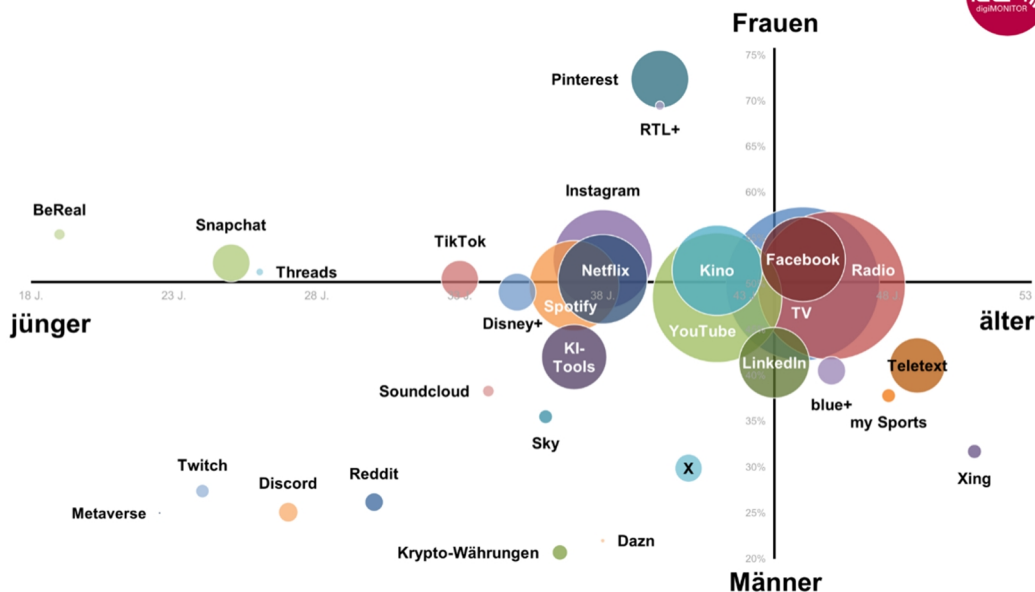 digiMONITOR
Frauen
75%
Pinterest
70%
RTL+
65%
Instagram
60%
BeReal
Snapchat
TikTok
Threads
Netflix
Kino
Facebook
Radio
18 J.
23 J.
28 J.
38 J.
48 J.
53
jünger
älter
Disney+
Spotify
YouTube
TV
KI-
Tools
LinkedIn
Teletext
Soundcloud
blue+
Sky
35%
my Sports
Twitch
Discord
Reddit
X
30%
Xing
Metaverse
25%
Krypto-Währungen
Dazn
20%
Männer